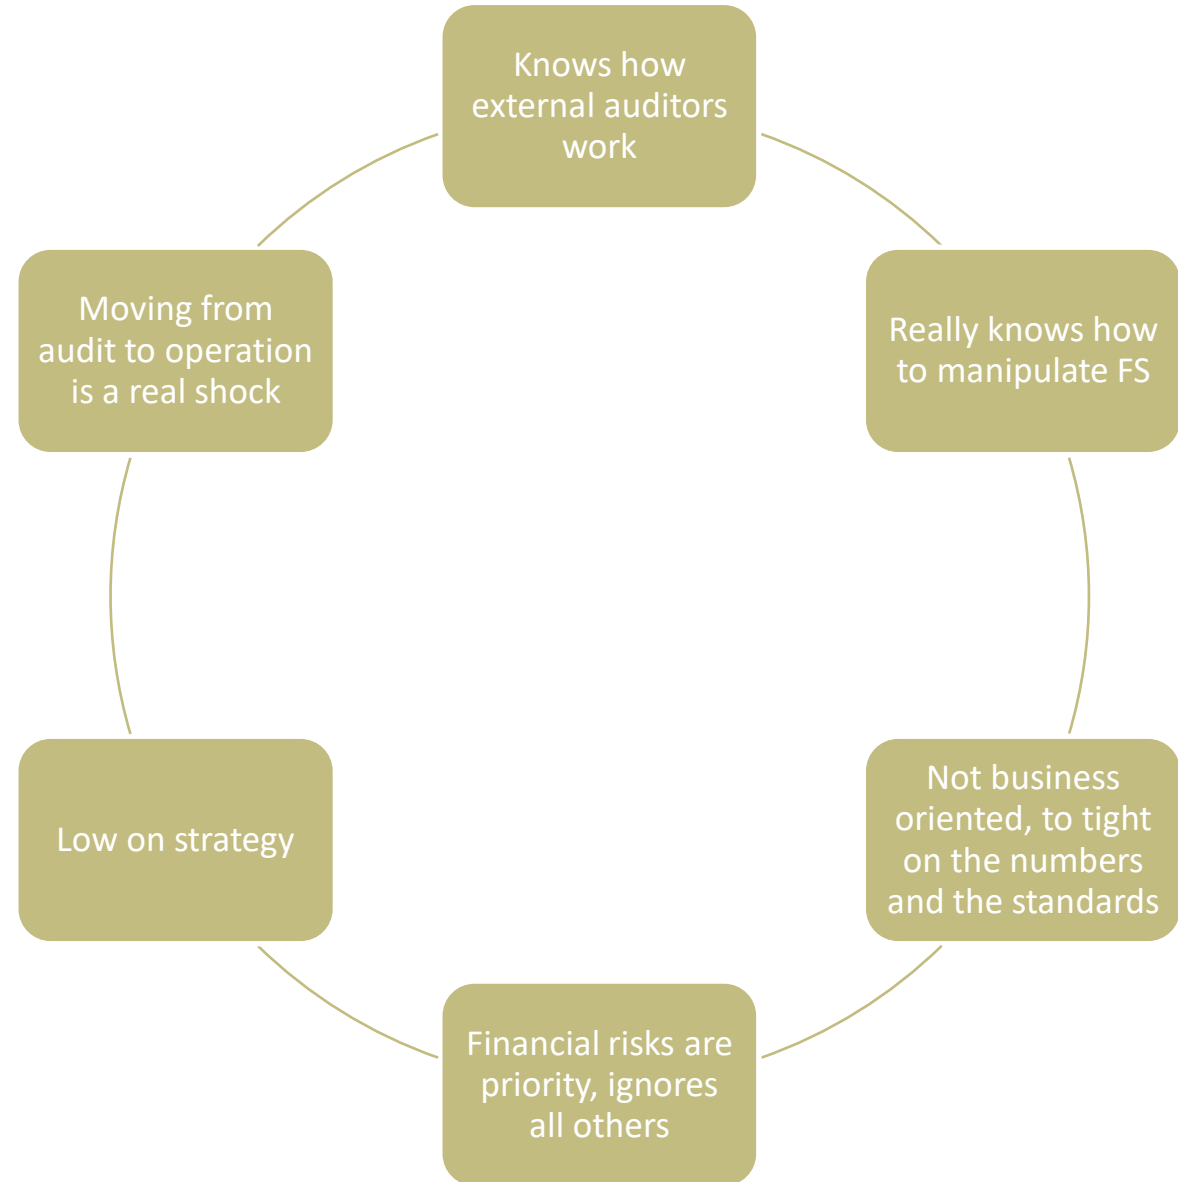 Knows how
external auditors
work
Really knows how
to manipulate FS
Not business
oriented, to tight
on the numbers
and the standards
Financial risks are
priority, ignores
all others
Low on strategy
Moving from
audit to operation
is a real shock